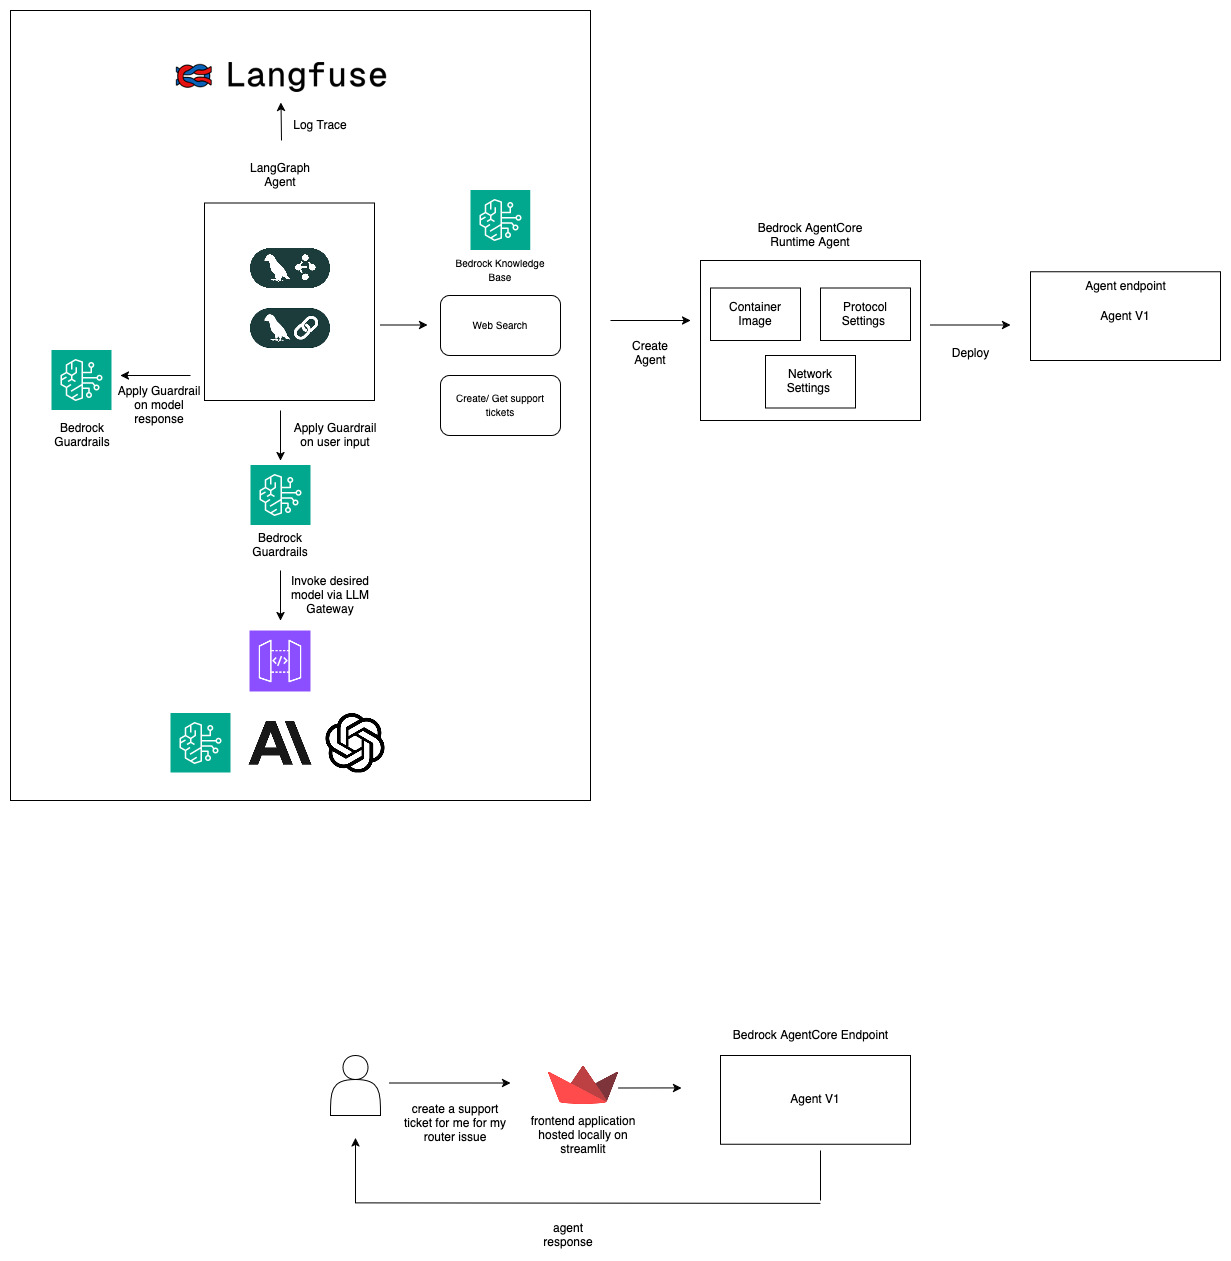 Langfuse
Log Trace
LangGraph
Agent
Bedrock Knowledge
Base
Web Search
Create/ Get support
tickets
Apply Guardrail
on model
response
Bedrock
Guardrails
Apply Guardrail
on user input
Bedrock
Guardrails
Invoke desired
model via LLM
Gateway
</>
AI
Create
Agent
Bedrock AgentCore
Runtime Agent
Container
Image
Protocol
Settings
Network
Settings
Deploy
Agent endpoint
Agent V1
create a support
ticket for me for my
router issue
frontend application
hosted locally on
streamlit
Bedrock AgentCore Endpoint
Agent V1
agent
response